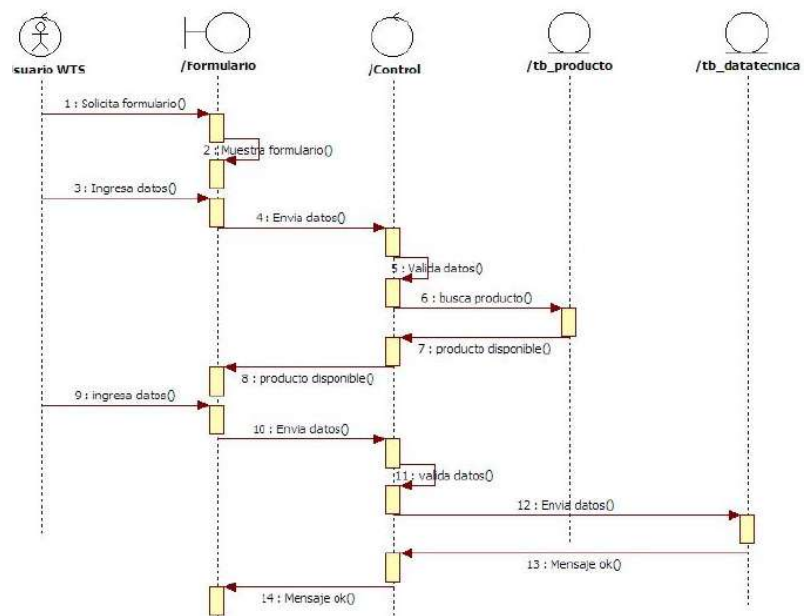 suario WTS
/Formulario
/Control
/tb_producto
/tb_datatecnica
1 : Solicita formulario()
2 : Muestra formulario()
3 : Ingresa datos()
4 : Envia datos()
5 : Valida datos()
6 : busca producto()
7 : producto disponible()
8 : producto disponible()
9 : ingresa datos()
10 : Envia datos()
11 : valida datos()
12 : Envia datos()
13 : Mensaje ok()
14 : Mensaje ok()